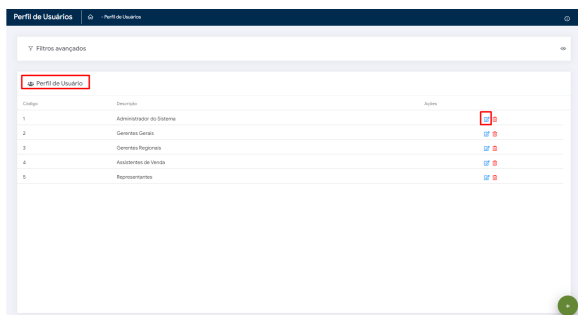 Perfil de Usuários
› Perfil de Usuários
Filtros avançados
Perfil de Usuário
Código Descrição Ações
1 Administrador do Sistema
2 Gerentes Gerais
3 Gerentes Regionais
4 Assistentes de Venda
5 Representantes
+